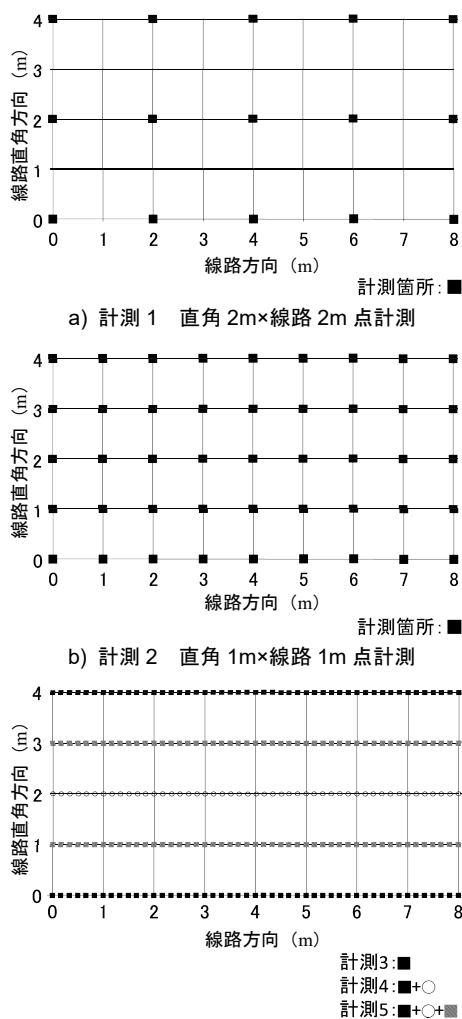 線路直角方向（m）
4
3
2
1
0
0 1 2 3 4 5 6 7 8
線路方向（m）
計測箇所：■
a) 計測 1　直角 2m×線路 2m 点計測
線路直角方向（m）
4
3
2
1
0
0 1 2 3 4 5 6 7 8
線路方向（m）
計測箇所：■
b) 計測 2　直角 1m×線路 1m 点計測
線路直角方向（m）
4
3
2
1
0
0 1 2 3 4 5 6 7 8
線路方向（m）
計測3：■
計測4：■+○
計測5：■+○+■